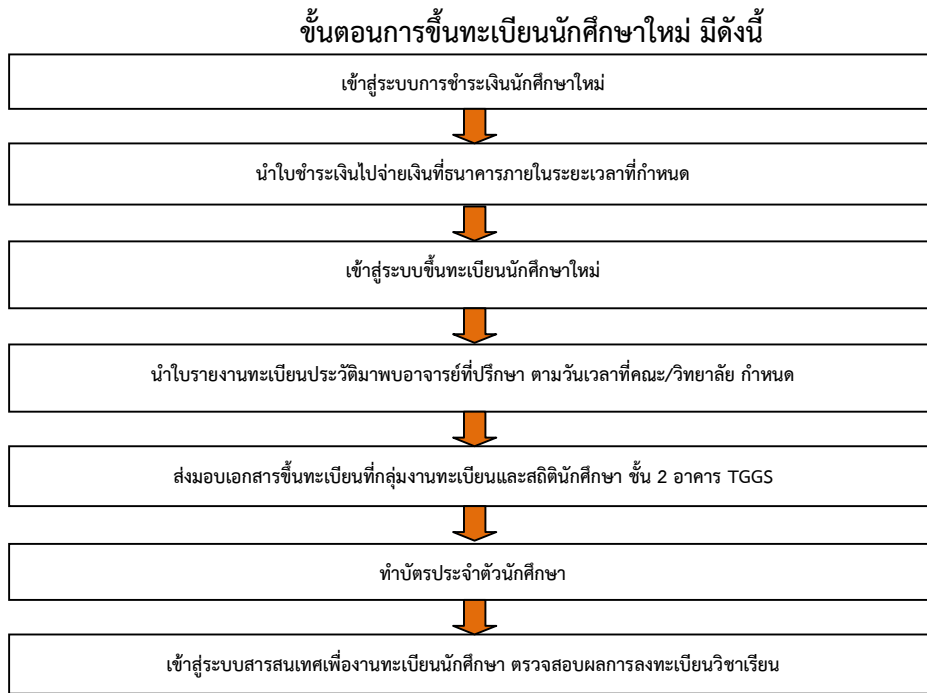 ขั้นตอนการขึ้นทะเบียนนักศึกษาใหม่ มีดังนี้
เข้าสู่ระบบการชำระเงินนักศึกษาใหม่
นำใบชำระเงินไปจ่ายเงินที่ธนาคารภายในระยะเวลาที่กำหนด
เข้าสู่ระบบขึ้นทะเบียนนักศึกษาใหม่
นำใบรายงานทะเบียนประวัติมาพบอาจารย์ที่ปรึกษา ตามวันเวลาที่คณะ/วิทยาลัย กำหนด
ส่งมอบเอกสารขึ้นทะเบียนที่กลุ่มงานทะเบียนและสถิตินักศึกษา ชั้น 2 อาคาร TGGS
ทำบัตรประจำตัวนักศึกษา
เข้าสู่ระบบสารสนเทศเพื่องานทะเบียนนักศึกษา ตรวจสอบผลการลงทะเบียนวิชาเรียน